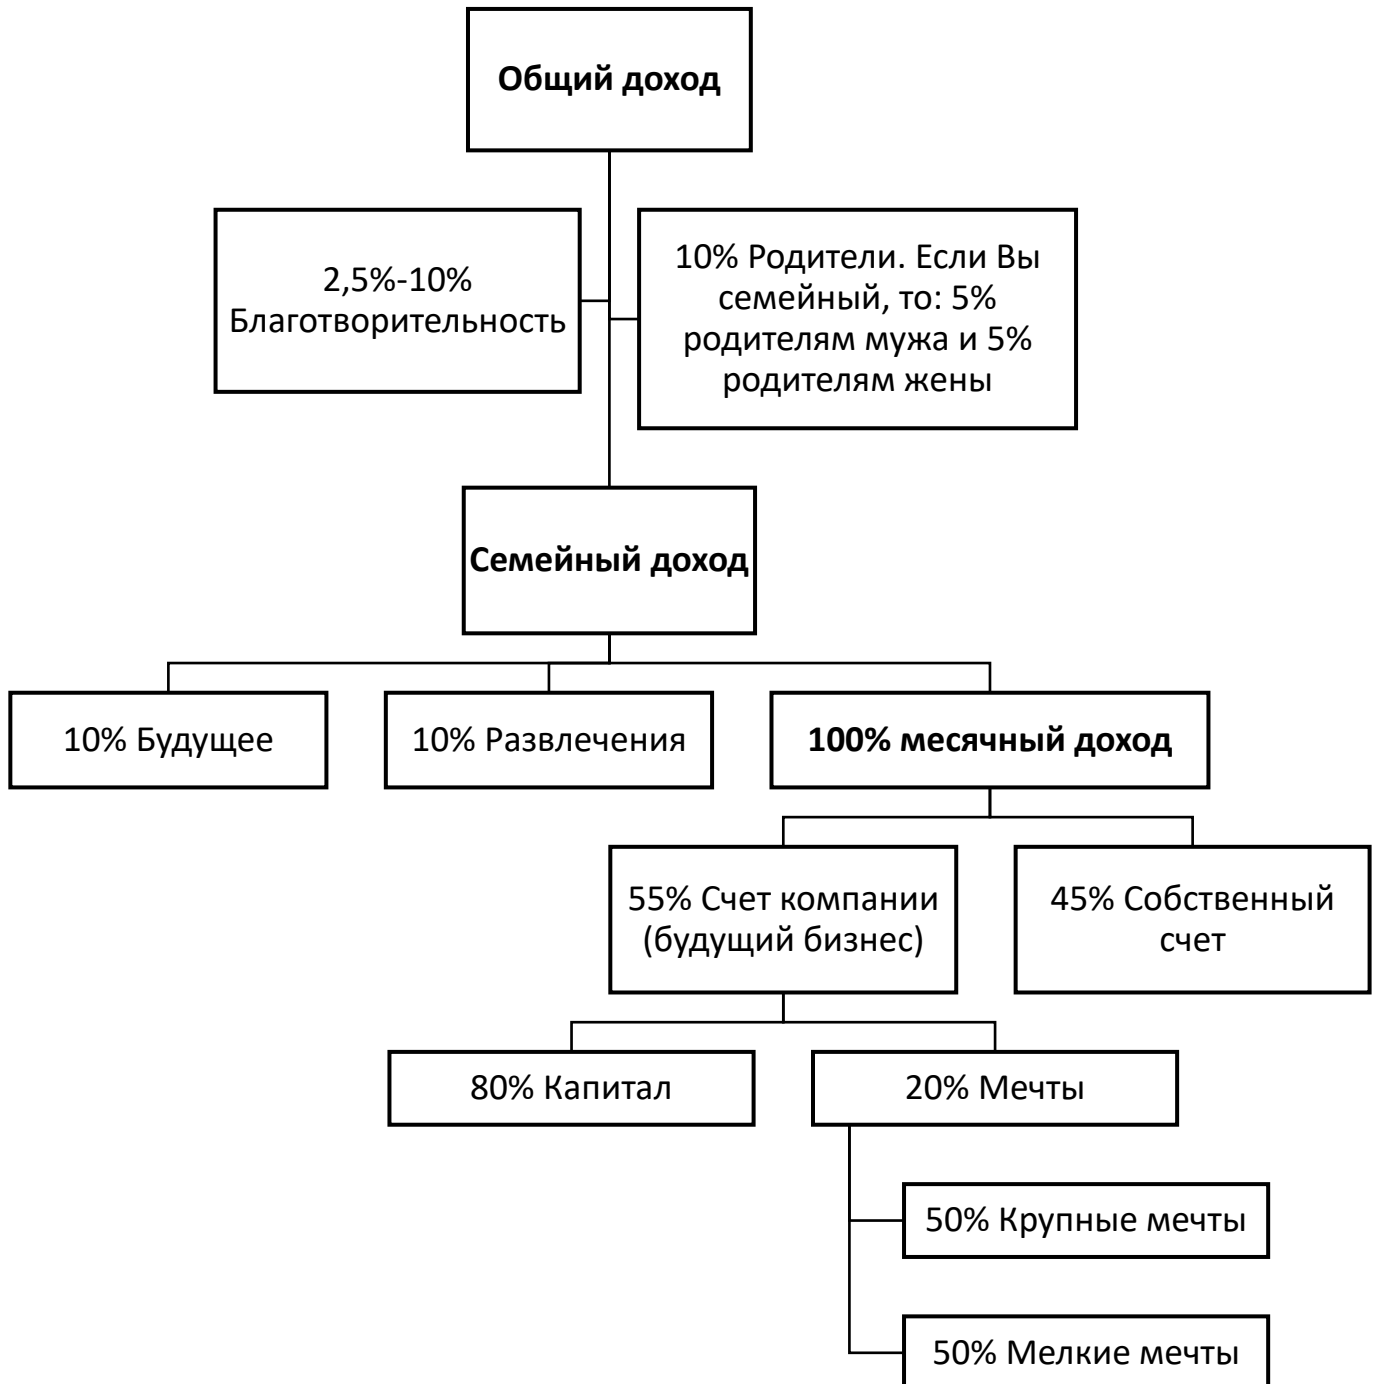 Общий доход
2,5%-10%
Благотворительность
10% Родители. Если Вы
семейный, то: 5%
родителям мужа и 5%
родителям жены
Семейный доход
10% Будущее
10% Развлечения
100% месячный доход
55% Счет компании
(будущий бизнес)
45% Собственный
счет
80% Капитал
20% Мечты
50% Крупные мечты
50% Мелкие мечты